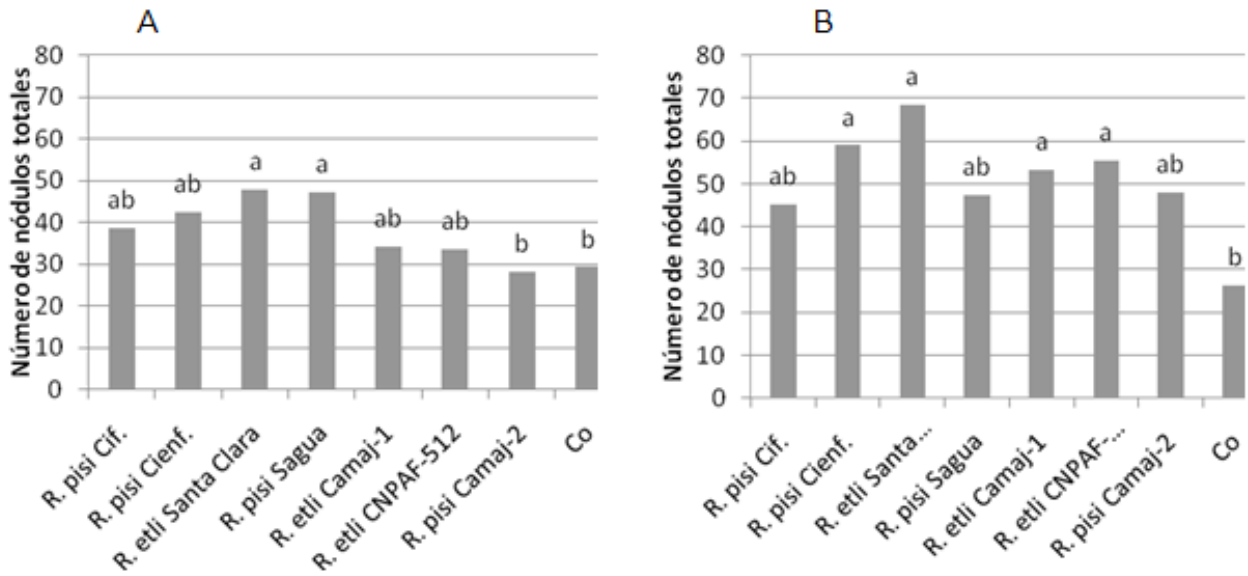 A
Número de nódulos totales
80
70
60
50
40
30
20
10
0
ab
ab
a
a
ab
ab
b
b
R. pisi Cif.
R. pisi Cienf.
R. etli Santa Clara
R. pisi Sagua
R. etli Camaj-1
R. etli CNPAF-512
R. pisi Camaj-2
Co
B
Número de nódulos totales
80
70
60
50
40
30
20
10
0
ab
a
a
ab
a
a
ab
b
R. pisi Cif.
R. pisi Cienf.
R. etli Santa...
R. pisi Sagua
R. etli Camaj-1
R. etli CNPAF-...
R. pisi Camaj-2
Co